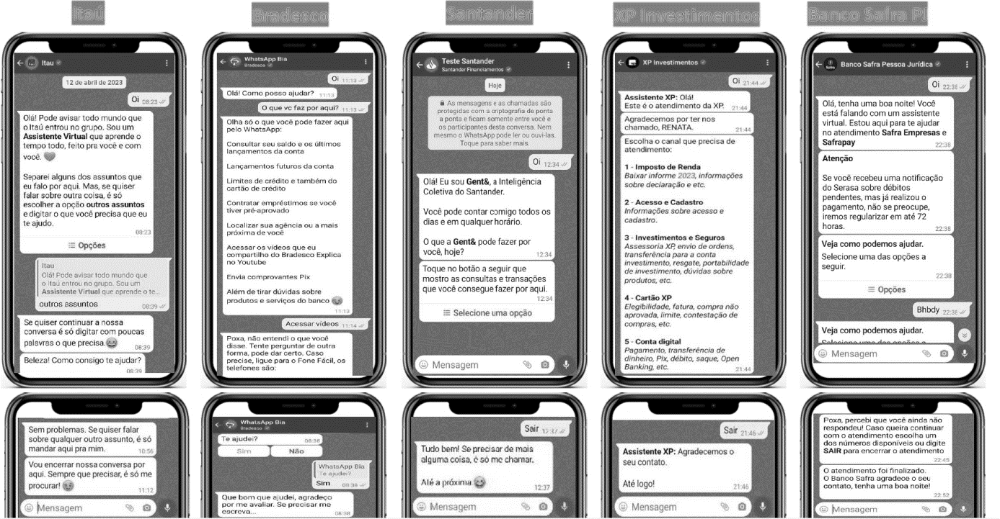 Itaú
Bradesco
Santander
XP Investimentos
Banco Safra PJ
Itau
12 de abril de 2023
Oi 08:23
Olá! Pode avisar todo mundo que
o Itaú entrou no grupo. Sou um
Assistente Virtual que aprende o
tempo todo, feito pra você e com
você.
Separei alguns dos assuntos que
eu falo por aqui. Mas, se quiser
falar sobre outra coisa, é só
escolher a opção outros assuntos
e digitar o que você precisa que eu
te ajudo.
08:23
Opções
Itau
Olá! Pode avisar todo mundo que
o Itaú entrou no grupo. Sou um
Assistente Virtual que aprende o te...
outros assuntos 08:39
Se quiser continuar a nossa
conversa é só digitar com poucas
palavras o que precisa. 08:39
Beleza! Como consigo te ajudar?
08:39
WhatsApp Bia
Bradesco
Oi 11:13
Olá! Como posso ajudar? 11:13
O que vc faz por aqui? 11:13
Olha só o que você pode fazer aqui
pelo WhatsApp:
Consultar seu saldo e os últimos
lançamentos da conta
Lançamentos futuros da conta
Limites de crédito e também do
cartão de crédito
Contratar empréstimos se você
tiver pré-aprovado
Localizar sua agência ou a mais
próxima de você
Acessar os vídeos que eu
compartilho do Bradesco Explica
no Youtube
Envia comprovantes Pix
Além de tirar dúvidas sobre
produtos e serviços do banco
11:13
Acessar vídeos 11:14
Poxa, não entendi o que você
disse. Tente perguntar de outra
forma, pode dar certo. Caso
precise, ligue para o Fone Fácil, os
telefones são:
Teste Santander
Santander Financiamentos
Hoje
As mensagens e as chamadas são
protegidas com a criptografia de ponta
a ponta e ficam somente entre você e
os participantes desta conversa. Nem
mesmo o WhatsApp pode ler ou ouvi-las.
Toque para saber mais.
Oi 12:34
Olá! Eu sou Gent&, a Inteligência
Coletiva do Santander.
Você pode contar comigo todos os
dias e em qualquer horário.
O que a Gent& pode fazer por
você, hoje? 12:34
Toque no botão a seguir que
mostro as consultas e transações
que você consegue fazer por aqui.
12:34
Selecione uma opção
Mensagem
XP Investimentos
Oi 21:44
Assistente XP: Olá!
Este é o atendimento da XP. 21:44
Agradecemos por ter nos
chamado, RENATA. 21:44
Escolha o canal que precisa de
atendimento:
1 - Imposto de Renda
Baixar informe 2023, informações
sobre declaração e etc.
2 - Acesso e Cadastro
Informações sobre acesso e
cadastro.
3 - Investimentos e Seguros
Assessoria XP, envio de ordens,
transferência para a conta
investimento, resgate, portabilidade
de investimento, dúvidas sobre
produtos, etc.
4 - Cartão XP
Elegibilidade, fatura, compra não
aprovada, limite, contestação de
compras, etc.
5 - Conta digital
Pagamento, transferência de
dinheiro, Pix, débito, saque, Open
Banking, etc. 21:44
Safra
Banco Safra Pessoa Jurídica
Oi 22:38
Olá, tenha uma boa noite! Você
está falando com um assistente
virtual. Estou aqui para te ajudar
no atendimento Safra Empresas e
Safrapay 22:38
Atenção
Se você recebeu uma notificação
do Serasa sobre débitos
pendentes, mas já realizou o
pagamento, não se preocupe,
iremos regularizar em até 72
horas. 22:38
Veja como podemos ajudar.
Selecione uma das opções a
seguir. 22:38
Opções
Bhbdy 22:38
Veja como podemos ajudar.
Selecione uma das opções a
Mensagem
Sem problemas. Se quiser falar
sobre qualquer outro assunto, é só
mandar aqui pra mim. 10:56
Vou encerrar nossa conversa por
aqui. Sempre que precisar, é só me
procurar! 11:12
Mensagem
WhatsApp Bia
Bradesco
Te ajudei? 08:38
Sim Não
WhatsApp Bia
Te ajudei?
Sim 08:38
Que bom que ajudei, agradeço
por me avaliar. Se precisar me
escreva... 08:38
Sair 12:37
Tudo bem! Se precisar de mais
alguma coisa, é só me chamar.
Até a próxima 12:37
Mensagem
Sair 21:46
Assistente XP: Agradecemos o
seu contato.
Até logo! 21:46
Mensagem
Poxa, percebi que você ainda não
respondeu! Caso queira continuar
com o atendimento escolha um
dos números disponíveis ou digite
SAIR para encerrar o atendimento
22:45
O atendimento foi finalizado.
O Banco Safra agradece o seu
contato, tenha uma boa noite!
22:52
Mensagem